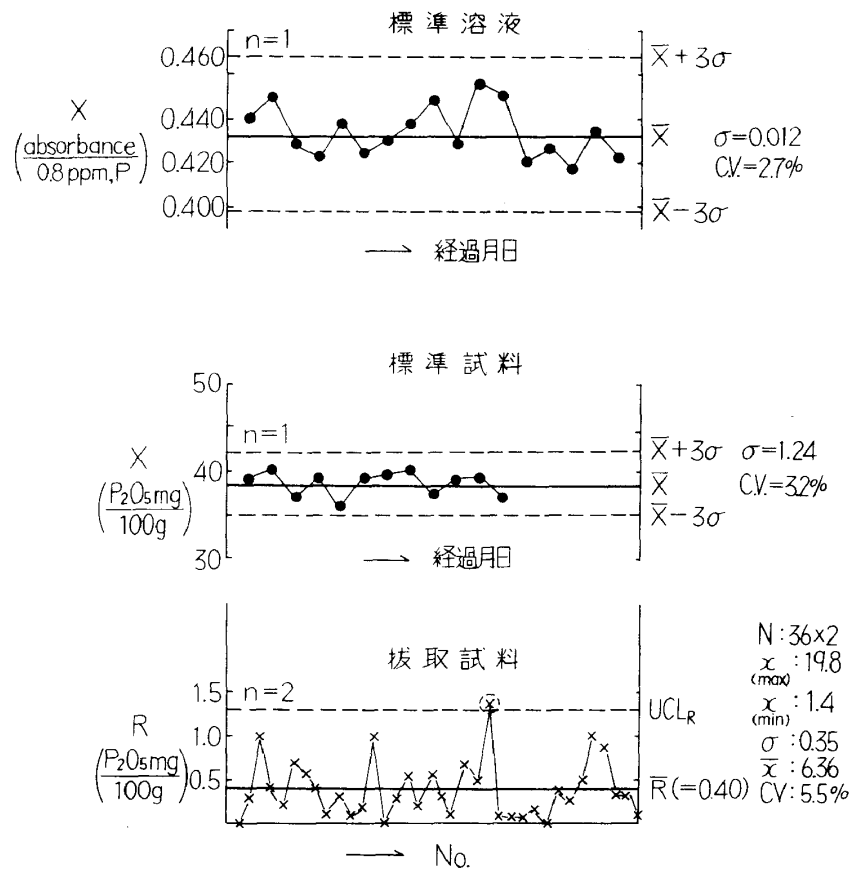 標準溶液
n=1
0.460
0.440
0.420
0.400
X
(absorbance/0.8 ppm, P)
X̄+3σ
X̄
X̄−3σ
σ=0.012
C.V.=2.7%
→ 経過月日
標準試料
n=1
50
40
30
X
(P₂O₅mg/100g)
X̄+3σ
X̄
X̄−3σ
σ=1.24
C.V.=3.2%
→ 経過月日
抜取試料
n=2
1.5
1.0
0.5
R
(P₂O₅mg/100g)
UCL_R
R̄(=0.40)
N:36×2
x:19.8
(max)
x:1.4
(min)
σ:0.35
x̄:6.36
CV:5.5%
→ No.